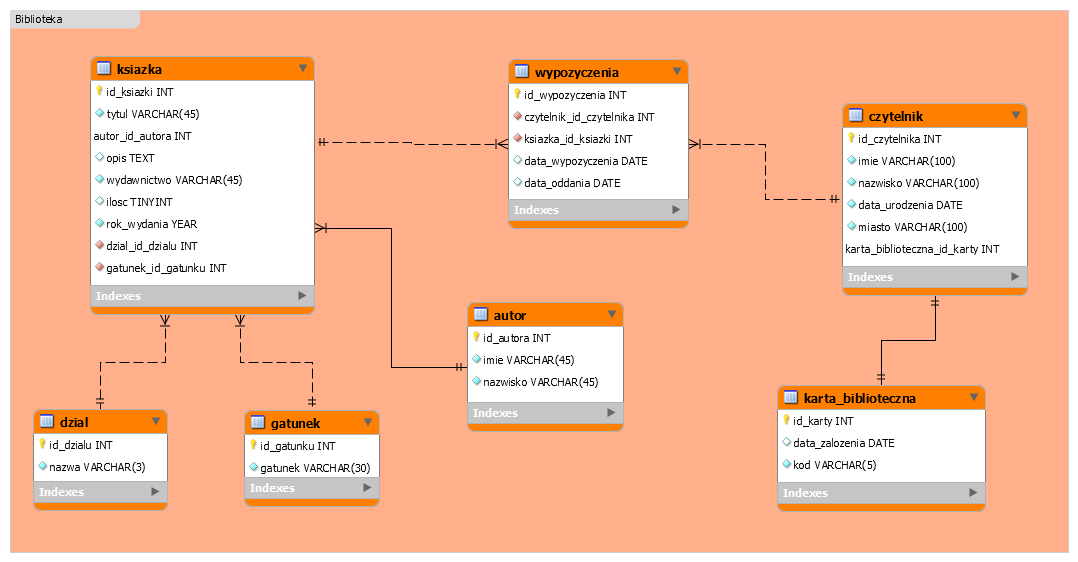 Biblioteka
ksiazka
id_ksiazki INT
tytul VARCHAR(45)
autor_id_autora INT
opis TEXT
wydawnictwo VARCHAR(45)
ilosc TINYINT
rok_wydania YEAR
dzial_id_dzialu INT
gatunek_id_gatunku INT
Indexes
wypozyczenia
id_wypozyczenia INT
czytelnik_id_czytelnika INT
ksiazka_id_ksiazki INT
data_wypozyczenia DATE
data_oddania DATE
Indexes
czytelnik
id_czytelnika INT
imie VARCHAR(100)
nazwisko VARCHAR(100)
data_urodzenia DATE
miasto VARCHAR(100)
karta_biblioteczna_id_karty INT
Indexes
autor
id_autora INT
imie VARCHAR(45)
nazwisko VARCHAR(45)
Indexes
dzial
id_dzialu INT
nazwa VARCHAR(3)
Indexes
gatunek
id_gatunku INT
gatunek VARCHAR(30)
Indexes
karta_biblioteczna
id_karty INT
data_zalozenia DATE
kod VARCHAR(5)
Indexes